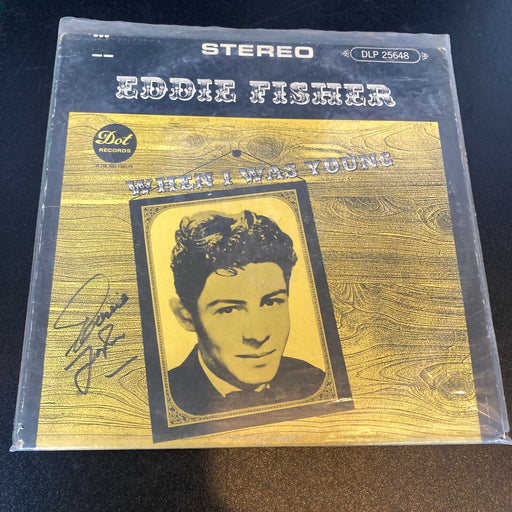 STEREO
DLP 25648
EDDIE FISHER
Dot
RECORDS
WHEN I WAS YOUNG